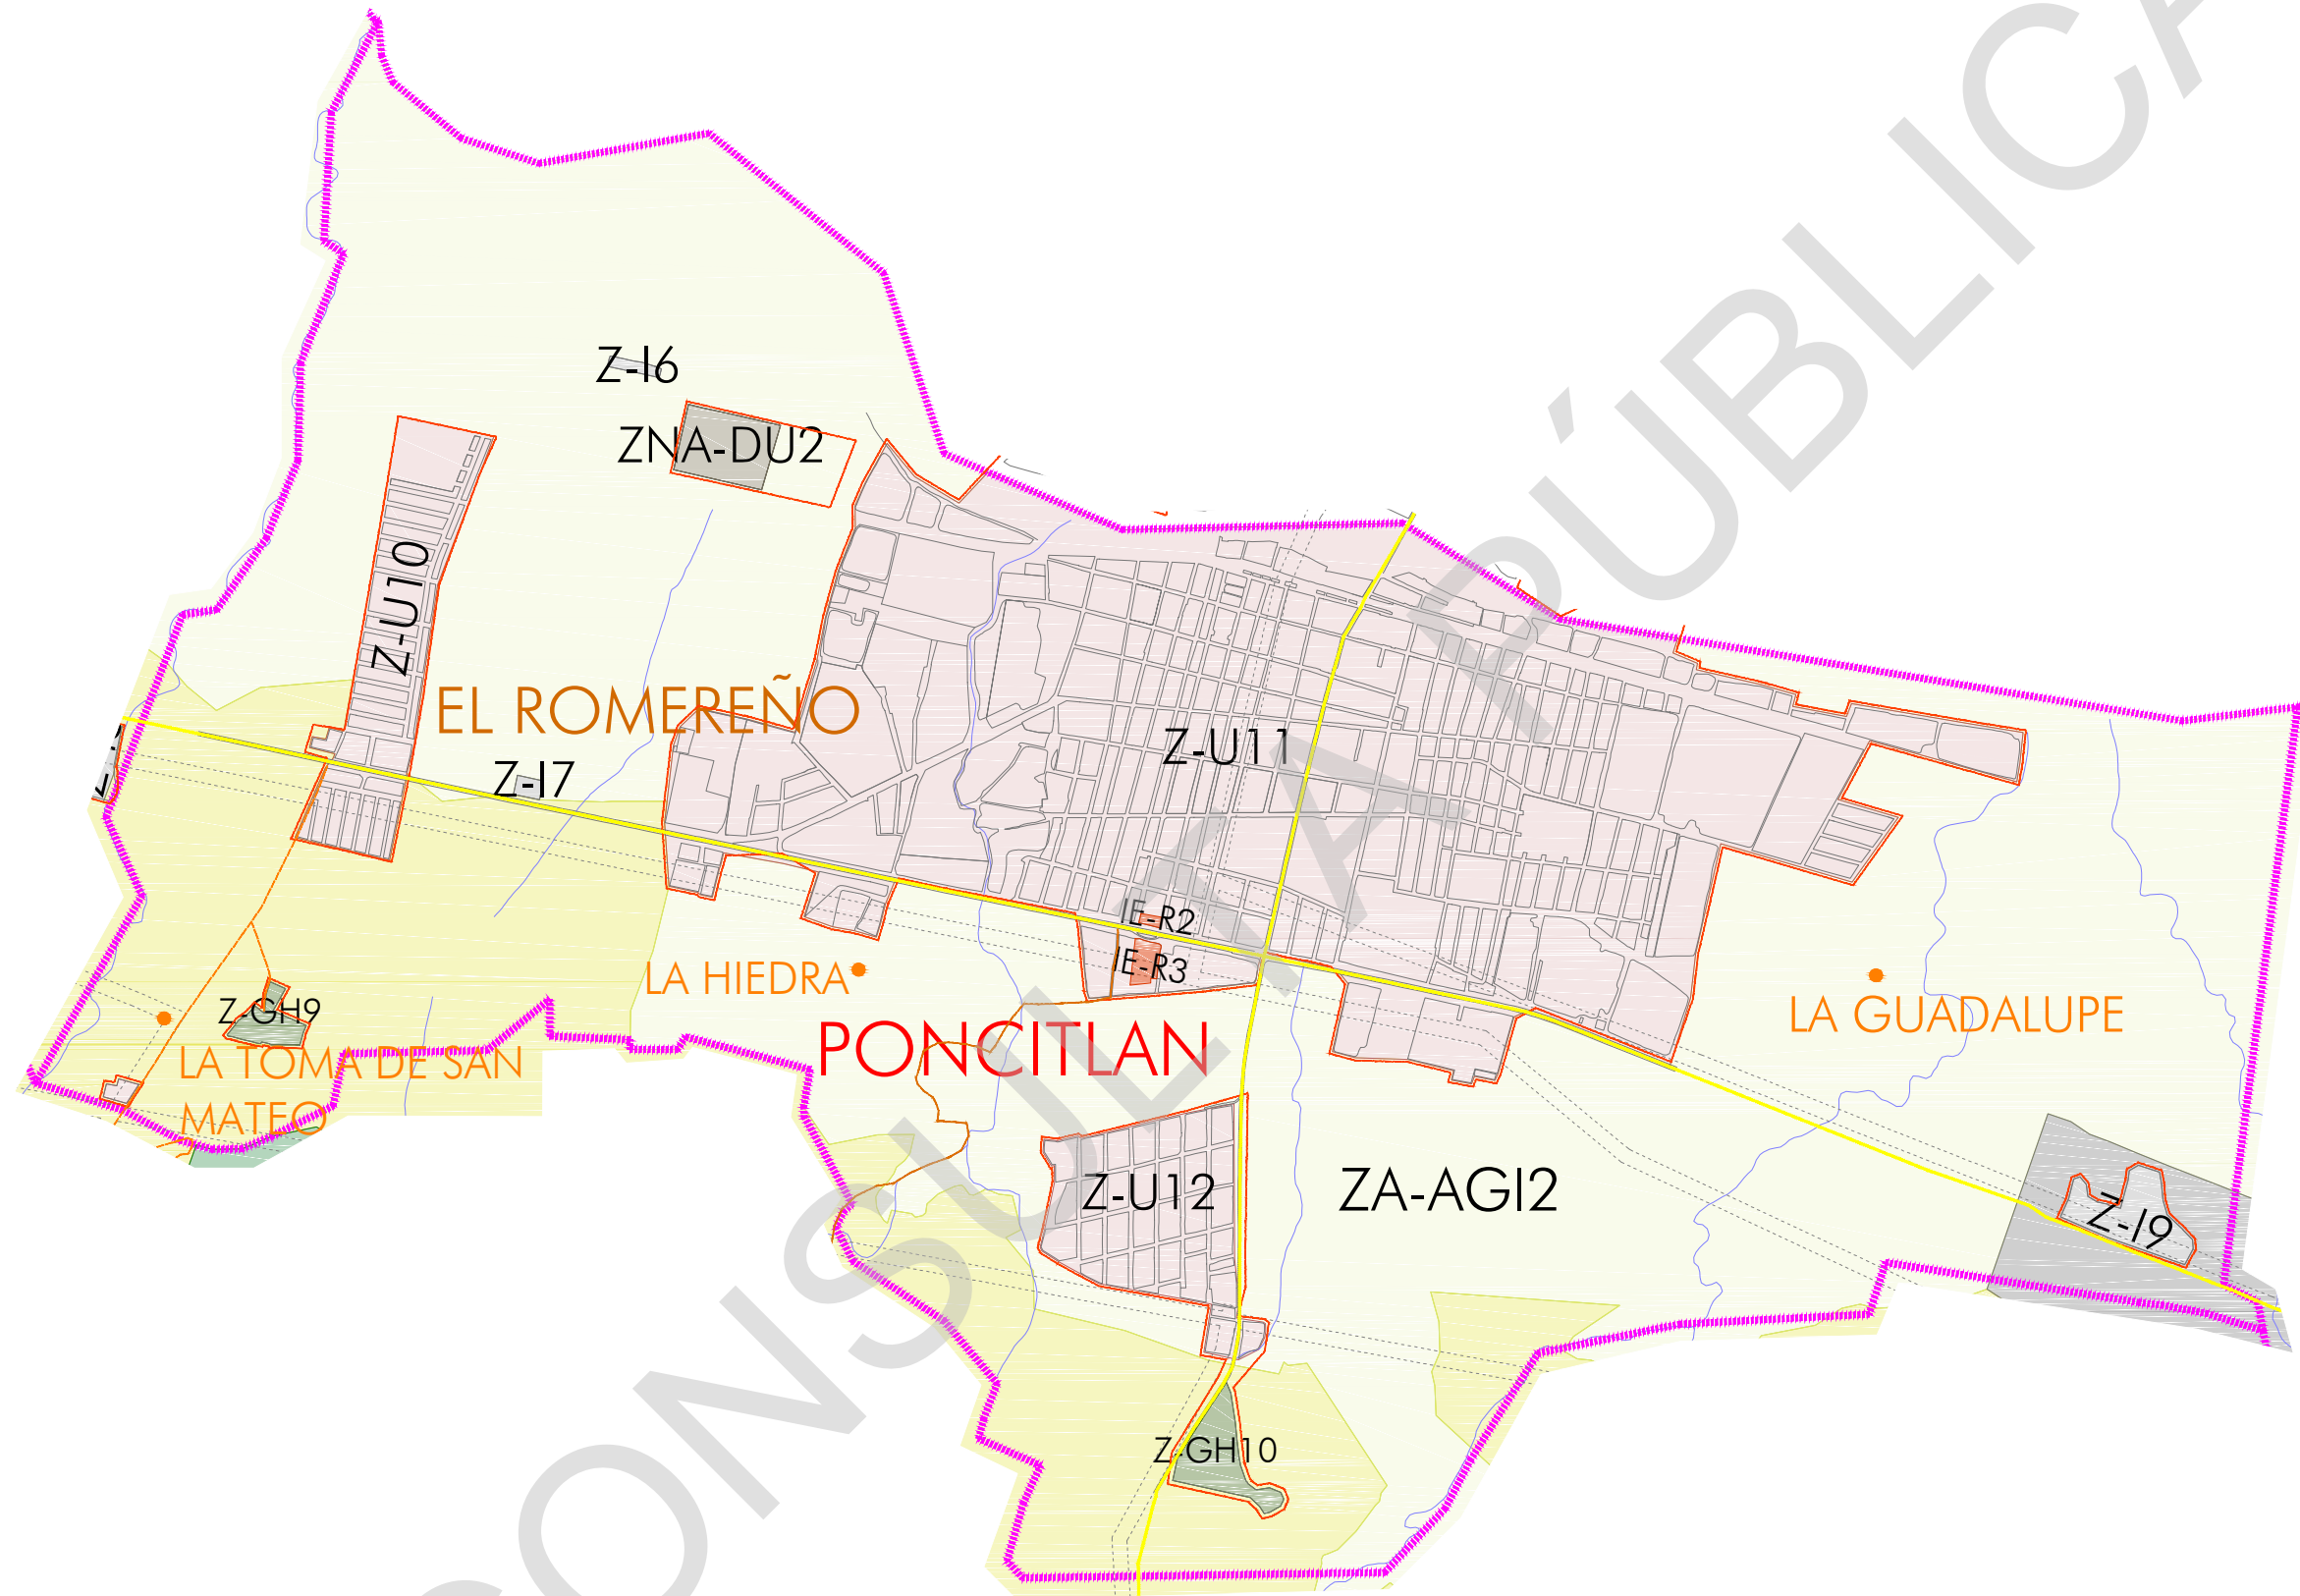 Z-I6
ZNA-DU2
Z-U10
EL ROMEREÑO
Z-U11
Z-I7
IE-R2
IE-R3
LA HIEDRA
Z-GH9
LA GUADALUPE
PONCITLAN
LA TOMA DE SAN
MATEO
Z-U12
ZA-AGI2
Z-I9
Z-GH10
CONSULTA PÚBLICA